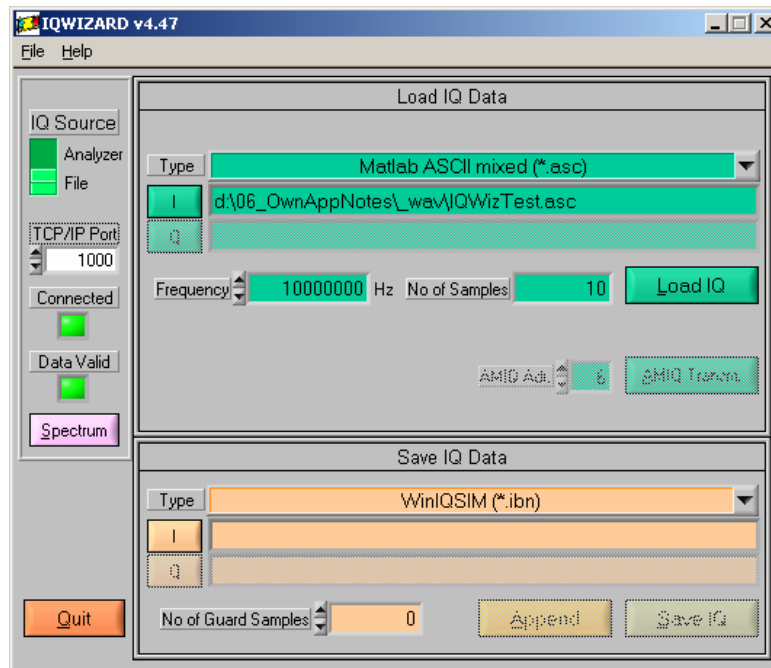 IQWIZARD v4.47
File Help
IQ Source
Analyzer
File
TCP/IP Port
1000
Connected
Data Valid
Spectrum
Quit
Load IQ Data
Type Matlab ASCII mixed (*.asc)
I d:\06_OwnAppNotes\_wav\IQWizTest.asc
Q
Frequency 10000000 Hz No of Samples 10 Load IQ
AMIQ Adr. 6 AMIQ Transm.
Save IQ Data
Type WinIQSIM (*.ibn)
I
Q
No of Guard Samples 0 Append Save IQ